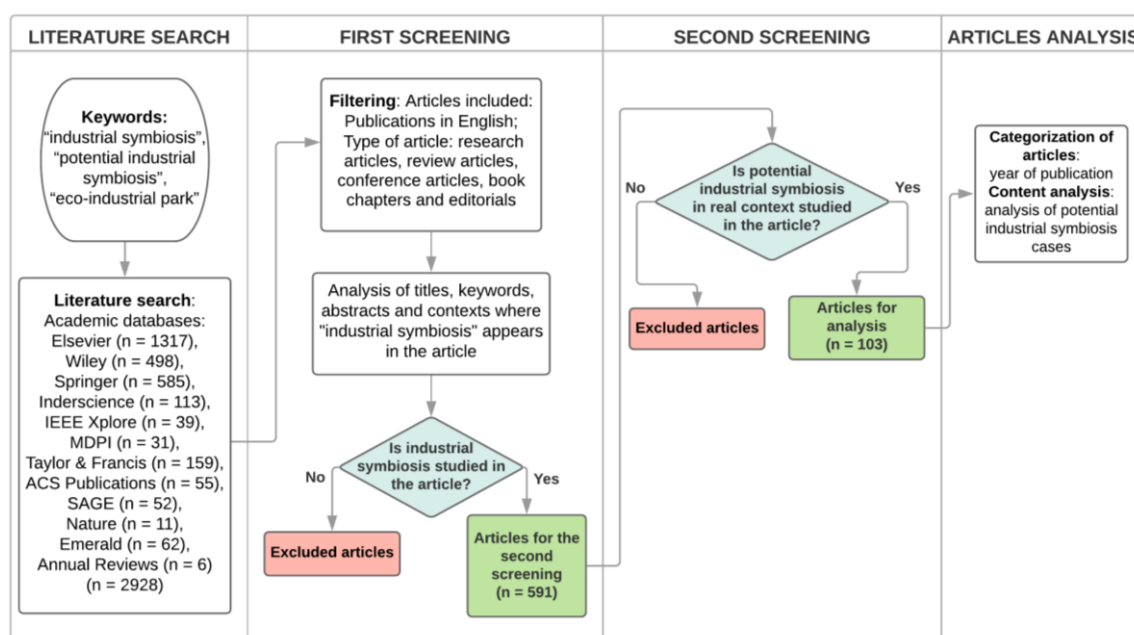 LITERATURE SEARCH
Keywords:
“industrial symbiosis”,
“potential industrial
symbiosis”,
“eco-industrial park”
Literature search:
Academic databases:
Elsevier (n = 1317),
Wiley (n = 498),
Springer (n = 585),
Inderscience (n = 113),
IEEE Xplore (n = 39),
MDPI (n = 31),
Taylor & Francis (n = 159),
ACS Publications (n = 55),
SAGE (n = 52),
Nature (n = 11),
Emerald (n = 62),
Annual Reviews (n = 6)
(n = 2928)
FIRST SCREENING
Filtering: Articles included:
Publications in English;
Type of article: research
articles, review articles,
conference articles, book
chapters and editorials
Analysis of titles, keywords,
abstracts and contexts where
"industrial symbiosis" appears
in the article
Is industrial
symbiosis studied in
the article?
No
Yes
Excluded articles
Articles for the
second
screening
(n = 591)
SECOND SCREENING
Is potential
industrial symbiosis
in real context studied
in the article?
No
Yes
Excluded articles
Articles for
analysis
(n = 103)
ARTICLES ANALYSIS
Categorization of
articles:
year of publication
Content analysis:
analysis of potential
industrial symbiosis
cases